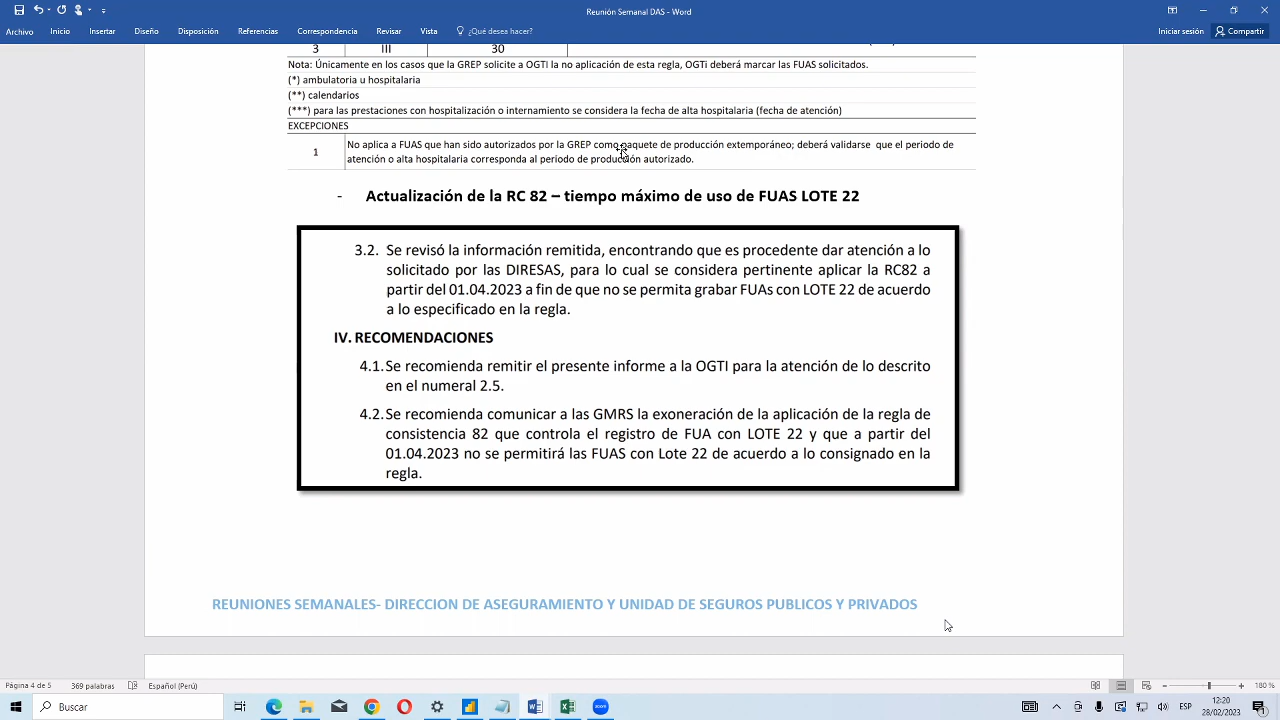 Reunión Semanal DAS - Word
Archivo Inicio Insertar Diseño Disposición Referencias Correspondencia Revisar Vista ¿Qué desea hacer? Iniciar sesión Compartir
3 III 30
Nota: Únicamente en los casos que la GREP solicite a OGTI la no aplicación de esta regla, OGTi deberá marcar las FUAS solicitados.
(*) ambulatoria u hospitalaria
(**) calendarios
(***) para las prestaciones con hospitalización o internamiento se considera la fecha de alta hospitalaria (fecha de atención)
EXCEPCIONES
No aplica a FUAS que han sido autorizados por la GREP como paquete de producción extemporáneo; deberá validarse que el periodo de
1
atención o alta hospitalaria corresponda al periodo de producción autorizado.
- Actualización de la RC 82 – tiempo máximo de uso de FUAS LOTE 22
3.2. Se revisó la información remitida, encontrando que es procedente dar atención a lo
solicitado por las DIRESAS, para lo cual se considera pertinente aplicar la RC82 a
partir del 01.04.2023 a fin de que no se permita grabar FUAs con LOTE 22 de acuerdo
a lo especificado en la regla.
IV. RECOMENDACIONES
4.1. Se recomienda remitir el presente informe a la OGTI para la atención de lo descrito
en el numeral 2.5.
4.2. Se recomienda comunicar a las GMRS la exoneración de la aplicación de la regla de
consistencia 82 que controla el registro de FUA con LOTE 22 y que a partir del
01.04.2023 no se permitirá las FUAS con Lote 22 de acuerdo a lo consignado en la
regla.
REUNIONES SEMANALES- DIRECCION DE ASEGURAMIENTO Y UNIDAD DE SEGUROS PUBLICOS Y PRIVADOS
Página 4 de 5 369 palabras Español (Perú) 180 %
Buscar zoom ESP 12:20 28/02/2023